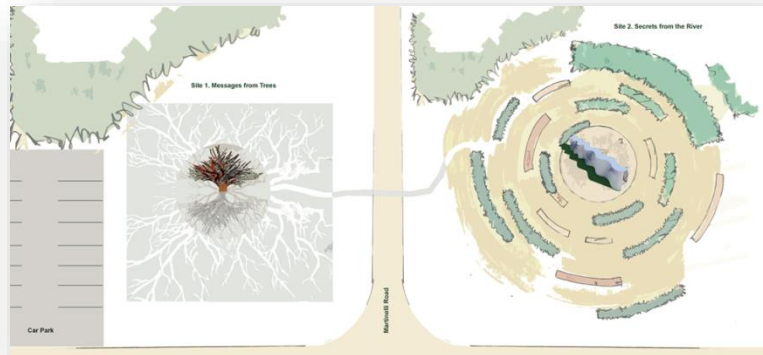 Site 1. Messages from Trees
Site 2. Secrets from the River
Car Park
Martinelli Road